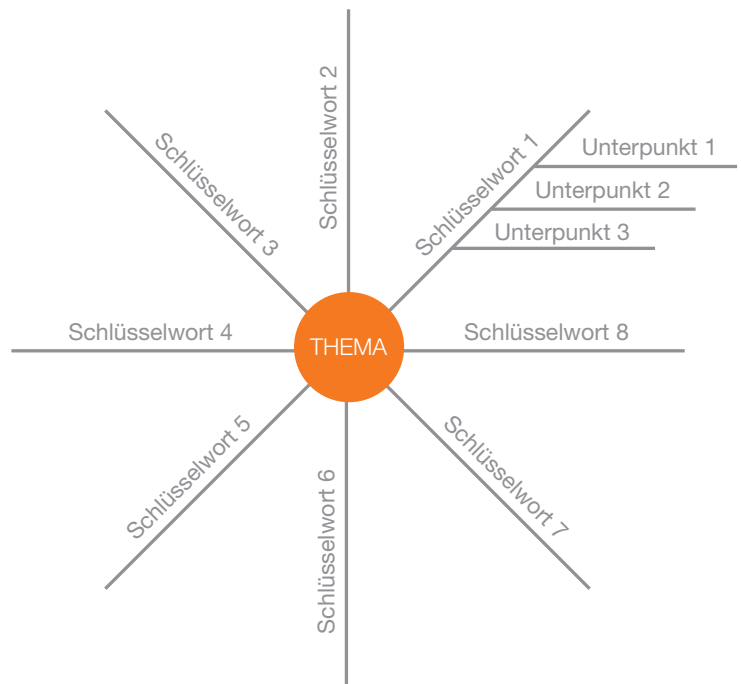 Schlüsselwort 2
Schlüsselwort 1
Unterpunkt 1
Unterpunkt 2
Unterpunkt 3
Schlüsselwort 3
Schlüsselwort 4
THEMA
Schlüsselwort 8
Schlüsselwort 5
Schlüsselwort 6
Schlüsselwort 7